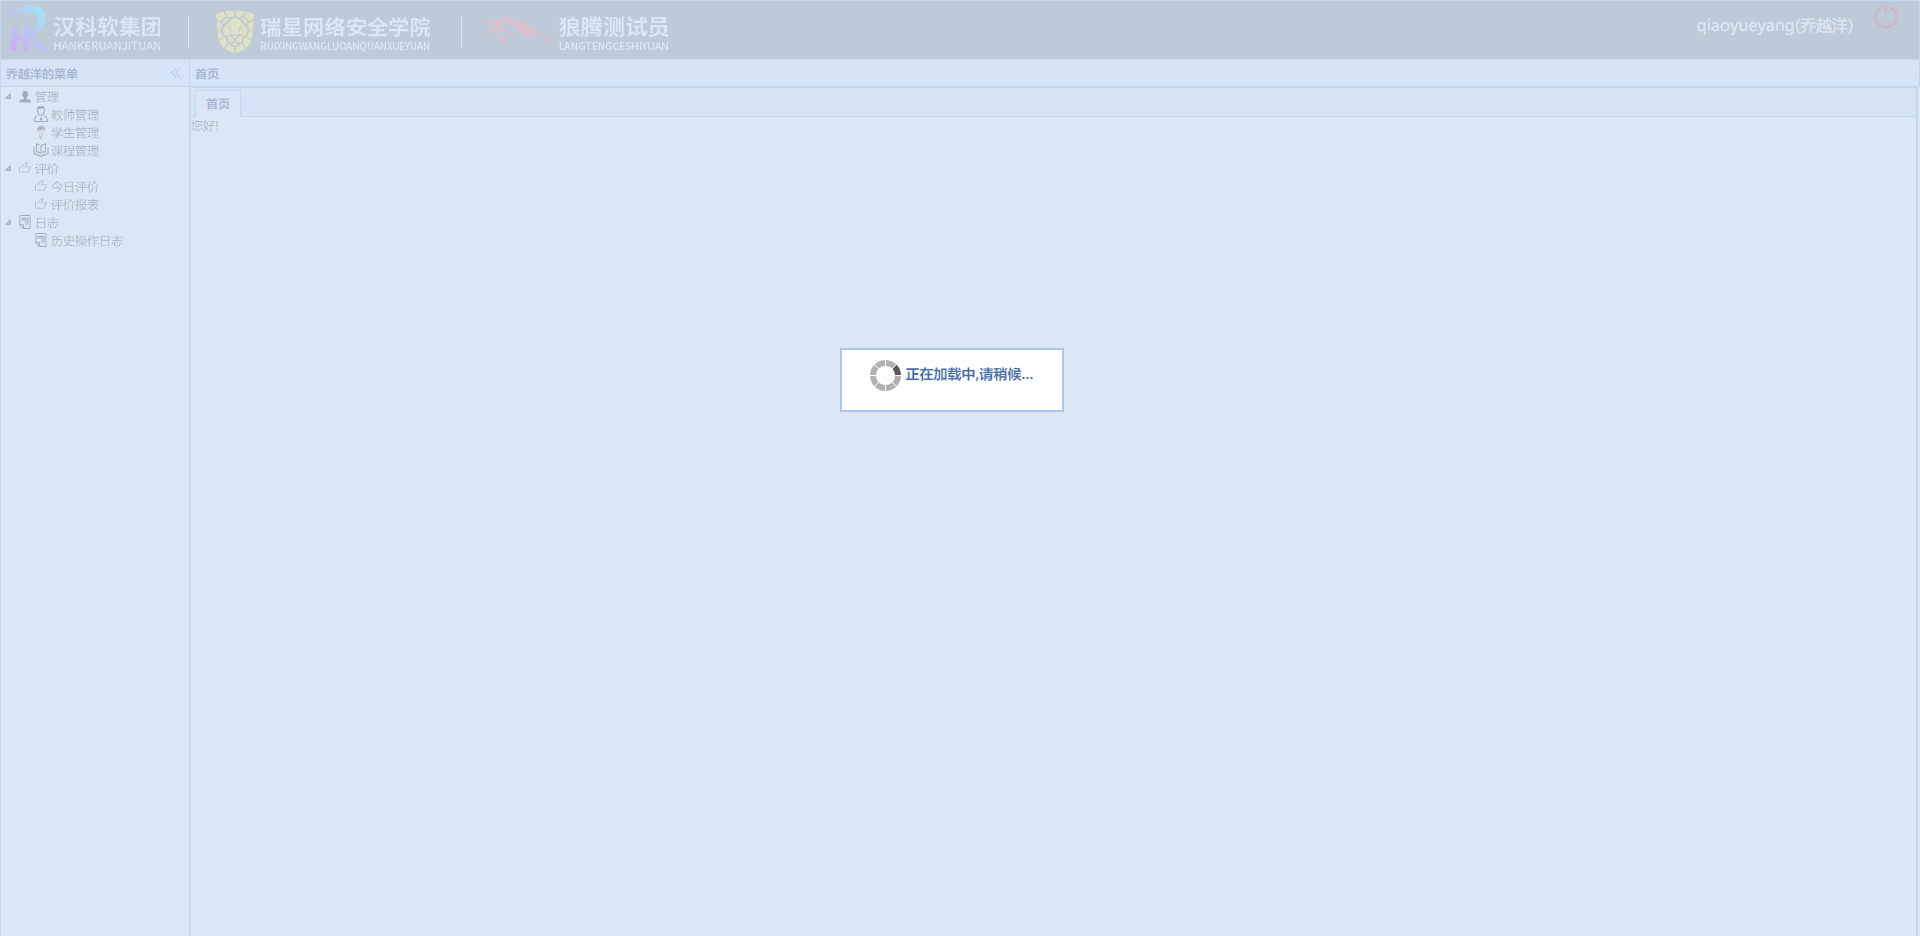 汉科软集团
HANKERUANJITUAN
瑞星网络安全学院
RUIXINGWANGLUOANQUANXUEYUAN
狼腾测试员
LANGTENGCESHIYUAN
qiaoyueyang(乔越洋)
乔越洋的菜单
首页
管理
教师管理
学生管理
课程管理
评价
今日评价
评价报表
日志
历史操作日志
首页
您好!
正在加载中,请稍候...